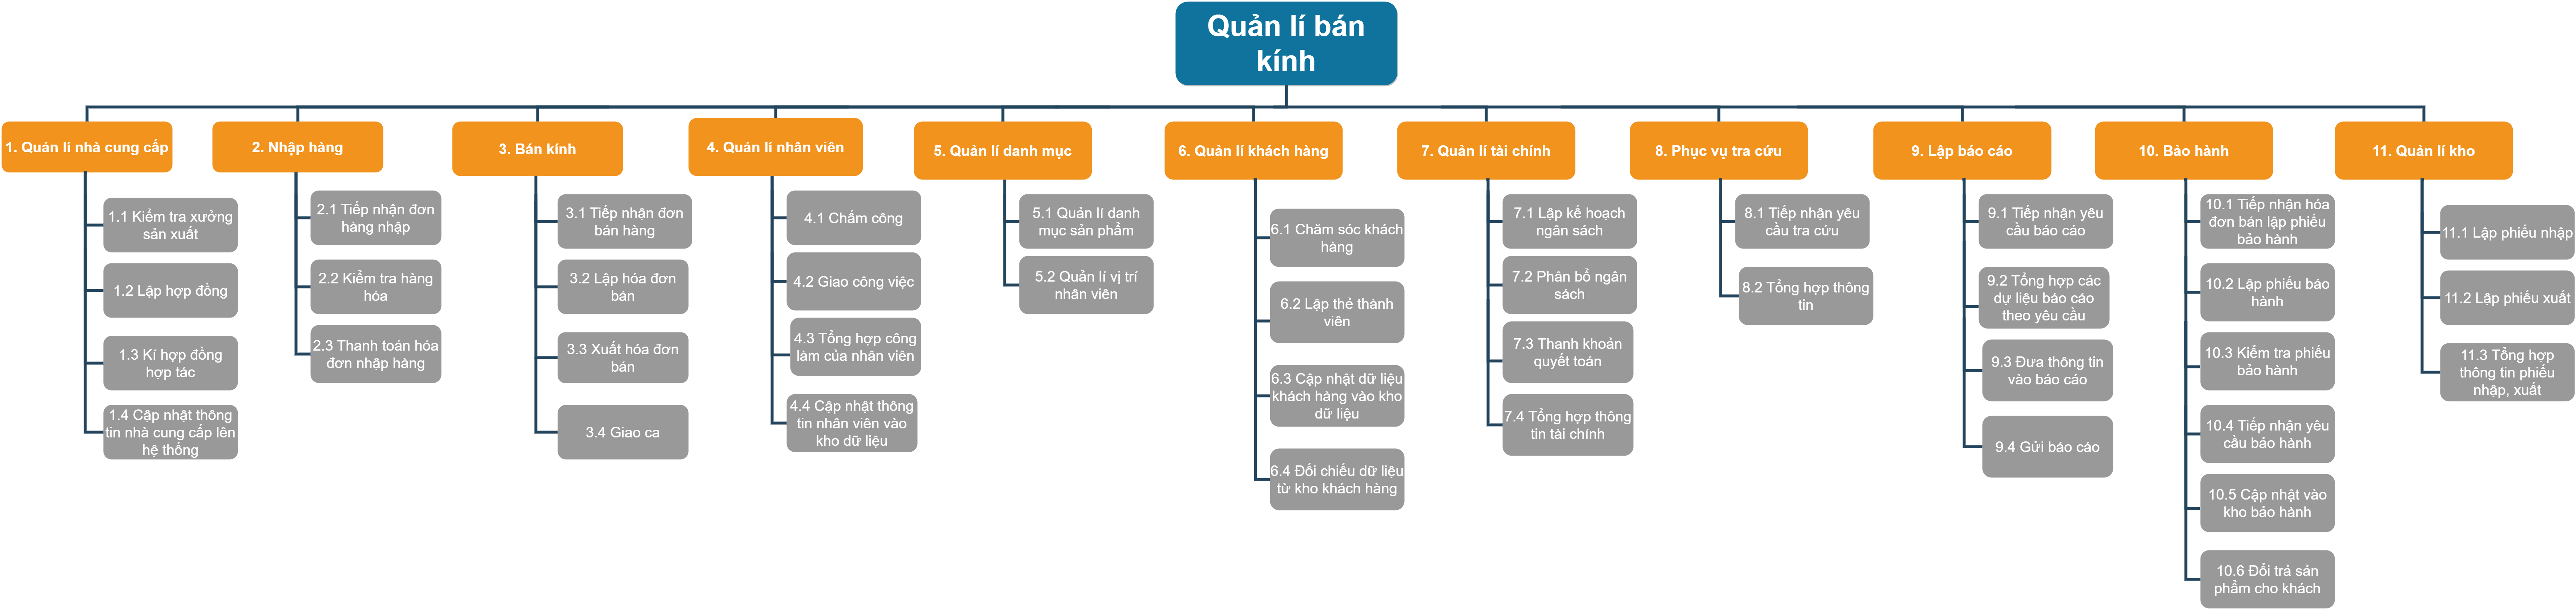 Quản lí bán
kính
1. Quản lí nhà cung cấp
1.1 Kiểm tra xưởng
sản xuất
1.2 Lập hợp đồng
1.3 Kí hợp đồng
hợp tác
1.4 Cập nhật thông
tin nhà cung cấp lên
hệ thống
2. Nhập hàng
2.1 Tiếp nhận đơn
hàng nhập
2.2 Kiểm tra hàng
hóa
2.3 Thanh toán hóa
đơn nhập hàng
3. Bán kính
3.1 Tiếp nhận đơn
bán hàng
3.2 Lập hóa đơn
bán
3.3 Xuất hóa đơn
bán
3.4 Giao ca
4. Quản lí nhân viên
4.1 Chấm công
4.2 Giao công việc
4.3 Tổng hợp công
làm của nhân viên
4.4 Cập nhật thông
tin nhân viên vào
kho dữ liệu
5. Quản lí danh mục
5.1 Quản lí danh
mục sản phẩm
5.2 Quản lí vị trí
nhân viên
6. Quản lí khách hàng
6.1 Chăm sóc khách
hàng
6.2 Lập thẻ thành
viên
6.3 Cập nhật dữ liệu
khách hàng vào kho
dữ liệu
6.4 Đối chiếu dữ liệu
từ kho khách hàng
7. Quản lí tài chính
7.1 Lập kế hoạch
ngân sách
7.2 Phân bổ ngân
sách
7.3 Thanh khoản
quyết toán
7.4 Tổng hợp thông
tin tài chính
8. Phục vụ tra cứu
8.1 Tiếp nhận yêu
cầu tra cứu
8.2 Tổng hợp thông
tin
9. Lập báo cáo
9.1 Tiếp nhận yêu
cầu báo cáo
9.2 Tổng hợp các
dự liệu báo cáo
theo yêu cầu
9.3 Đưa thông tin
vào báo cáo
9.4 Gửi báo cáo
10. Bảo hành
10.1 Tiếp nhận hóa
đơn bán lập phiếu
bảo hành
10.2 Lập phiếu báo
hành
10.3 Kiểm tra phiếu
bảo hành
10.4 Tiếp nhận yêu
cầu bảo hành
10.5 Cập nhật vào
kho bảo hành
10.6 Đổi trả sản
phẩm cho khách
11. Quản lí kho
11.1 Lập phiếu nhập
11.2 Lập phiếu xuất
11.3 Tổng hợp
thông tin phiếu
nhập, xuất